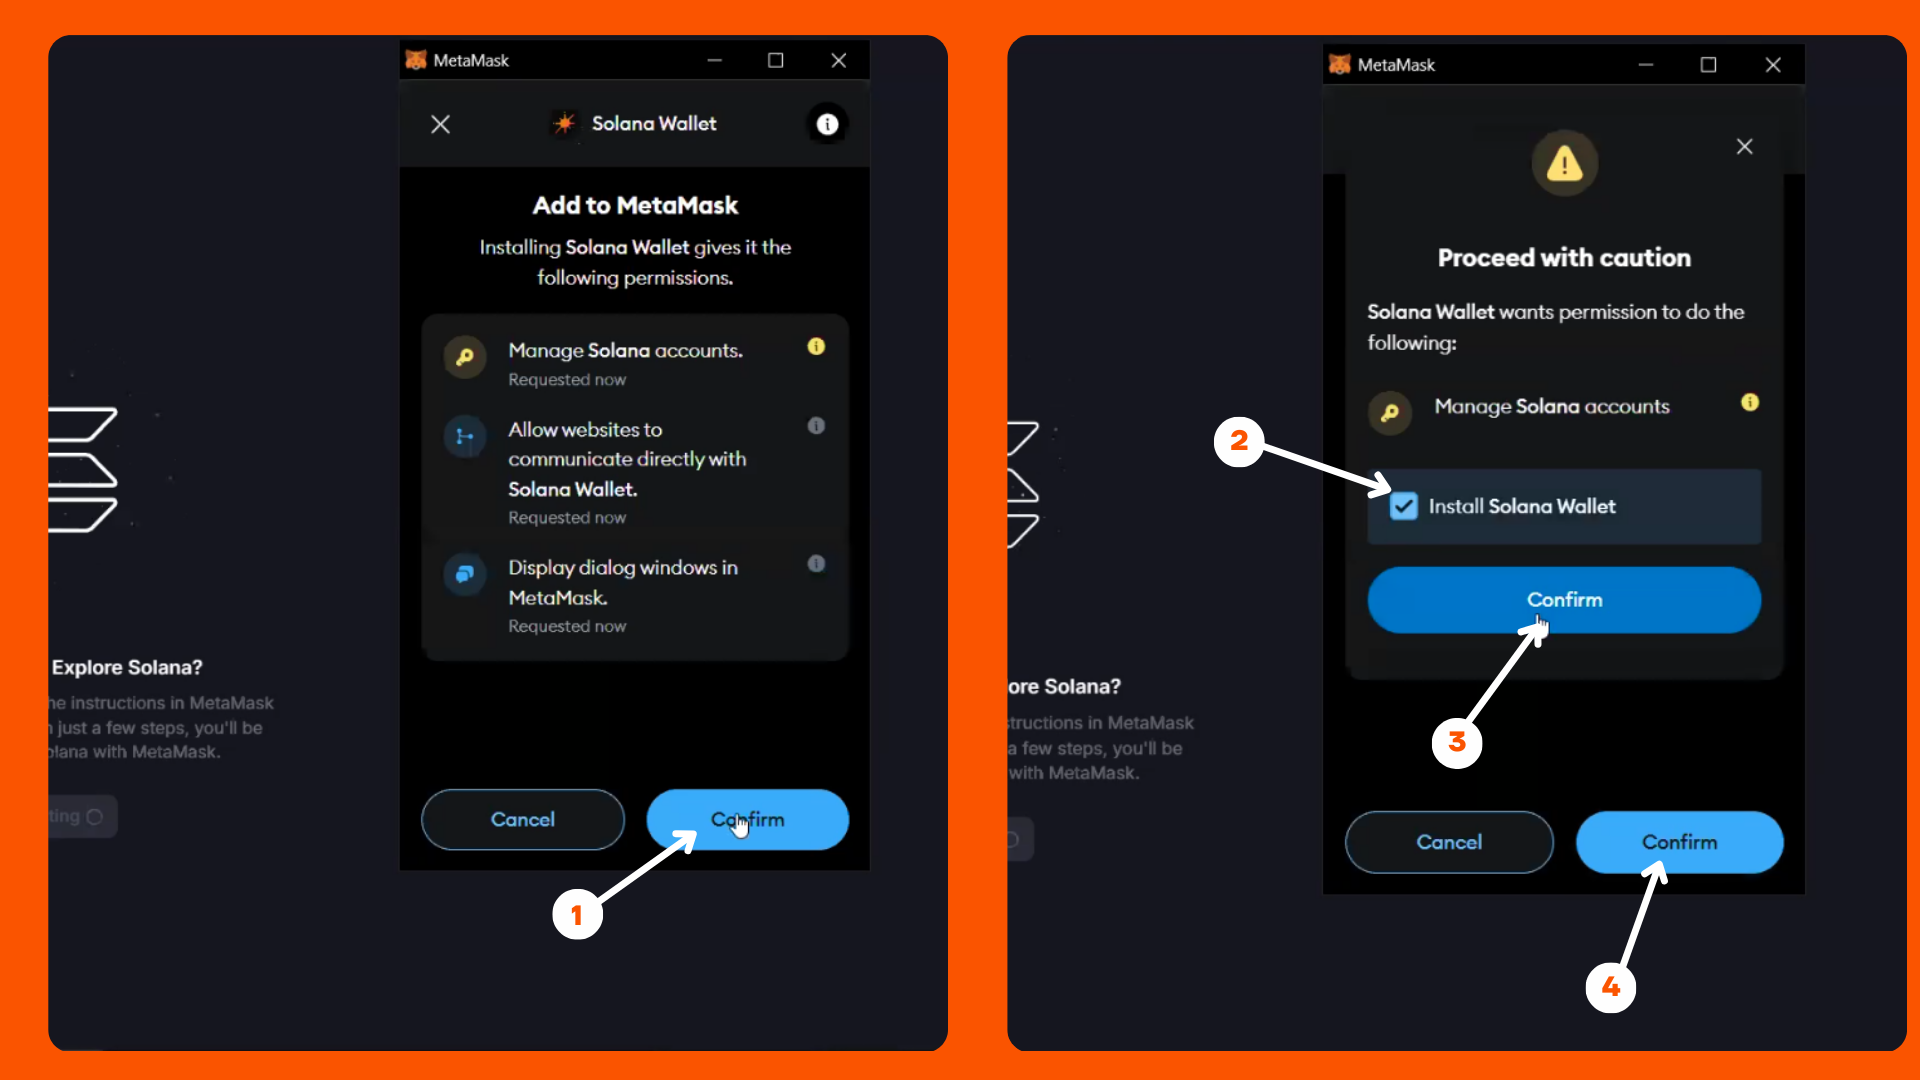 MetaMask
Solana Wallet
Add to MetaMask
Installing Solana Wallet gives it the
following permissions.
Manage Solana accounts.
Requested now
Allow websites to
communicate directly with
Solana Wallet.
Requested now
Display dialog windows in
MetaMask.
Requested now
Explore Solana?
he instructions in MetaMask
just a few steps, you'll be
olana with MetaMask.
ting
Cancel
Confirm
1
MetaMask
Proceed with caution
Solana Wallet wants permission to do the
following:
Manage Solana accounts
2
Install Solana Wallet
Confirm
3
ore Solana?
structions in MetaMask
a few steps, you'll be
with MetaMask.
Cancel
Confirm
4